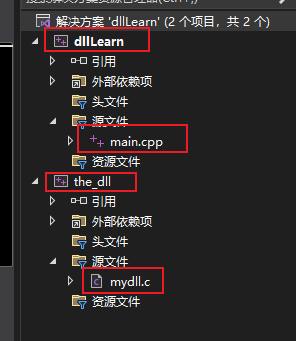 解决方案 'dllLearn' (2 个项目，共 2 个)
dllLearn
引用
外部依赖项
头文件
源文件
main.cpp
资源文件
the_dll
引用
外部依赖项
头文件
源文件
mydll.c
资源文件